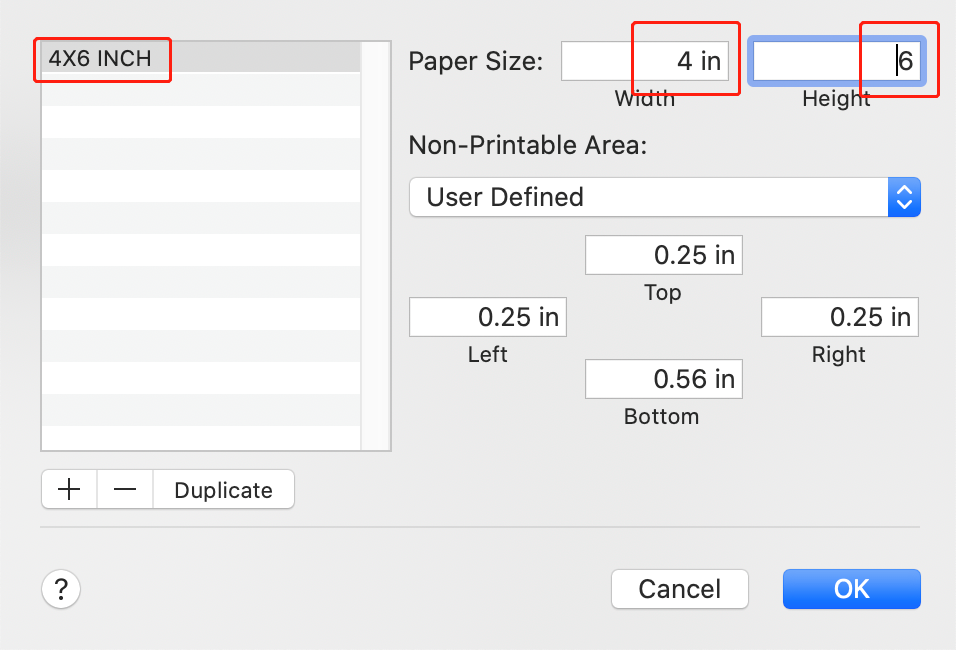 4X6 INCH
Paper Size: 4 in 6
Width Height
Non-Printable Area:
User Defined
0.25 in
Top
0.25 in 0.25 in
Left Right
0.56 in
Bottom
+ — Duplicate
? Cancel OK